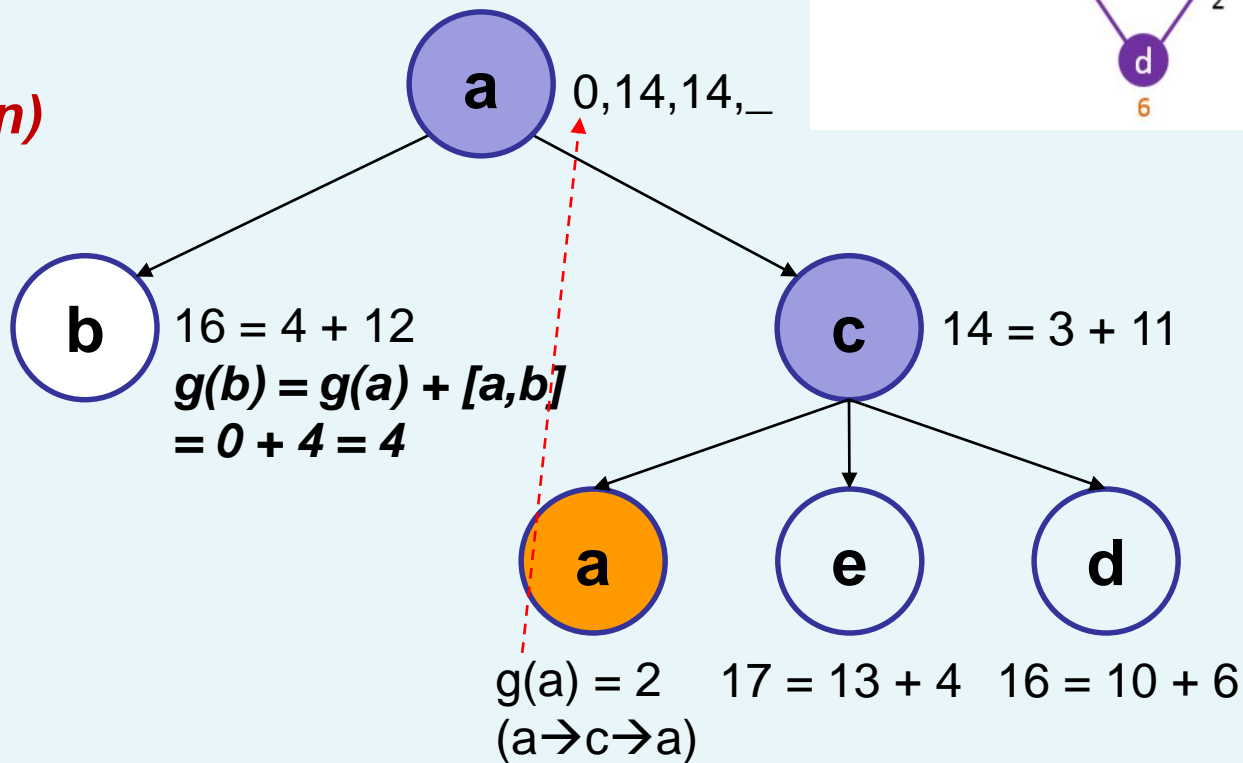 2
d
6
n)
a
0,14,14,_
b
16 = 4 + 12
g(b) = g(a) + [a,b]
= 0 + 4 = 4
c
14 = 3 + 11
a
e
d
g(a) = 2
(a→c→a)
17 = 13 + 4
16 = 10 + 6